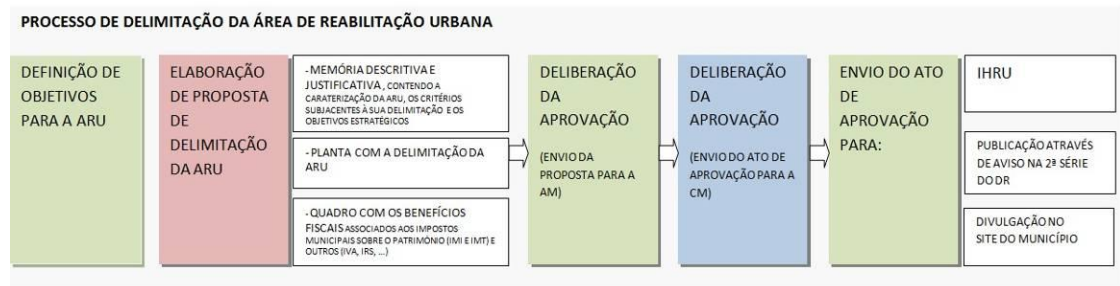 PROCESSO DE DELIMITAÇÃO DA ÁREA DE REABILITAÇÃO URBANA
DEFINIÇÃO DE
OBJETIVOS
PARA A ARU
ELABORAÇÃO
DE PROPOSTA
DE
DELIMITAÇÃO
DA ARU
- MEMÓRIA DESCRITIVA E
JUSTIFICATIVA, CONTENDO A
CARATERIZAÇÃO DA ARU, OS CRITÉRIOS
SUBJACENTES À SUA DELIMITAÇÃO E OS
OBJETIVOS ESTRATÉGICOS
- PLANTA COM A DELIMITAÇÃO DA
ARU
- QUADRO COM OS BENEFÍCIOS
FISCAIS ASSOCIADOS AOS IMPOSTOS
MUNICIPAIS SOBRE O PATRIMÓNIO (IMI E IMT) E
OUTROS (IVA, IRS, ...)
DELIBERAÇÃO
DA
APROVAÇÃO
(ENVIO DA
PROPOSTA PARA A
AM)
DELIBERAÇÃO
DA
APROVAÇÃO
(ENVIO DO ATO DE
APROVAÇÃO PARA A
CM)
ENVIO DO ATO
DE
APROVAÇÃO
PARA:
IHRU
PUBLICAÇÃO ATRAVÉS
DE AVISO NA 2ª SÉRIE
DO DR
DIVULGAÇÃO NO
SITE DO MUNICÍPIO